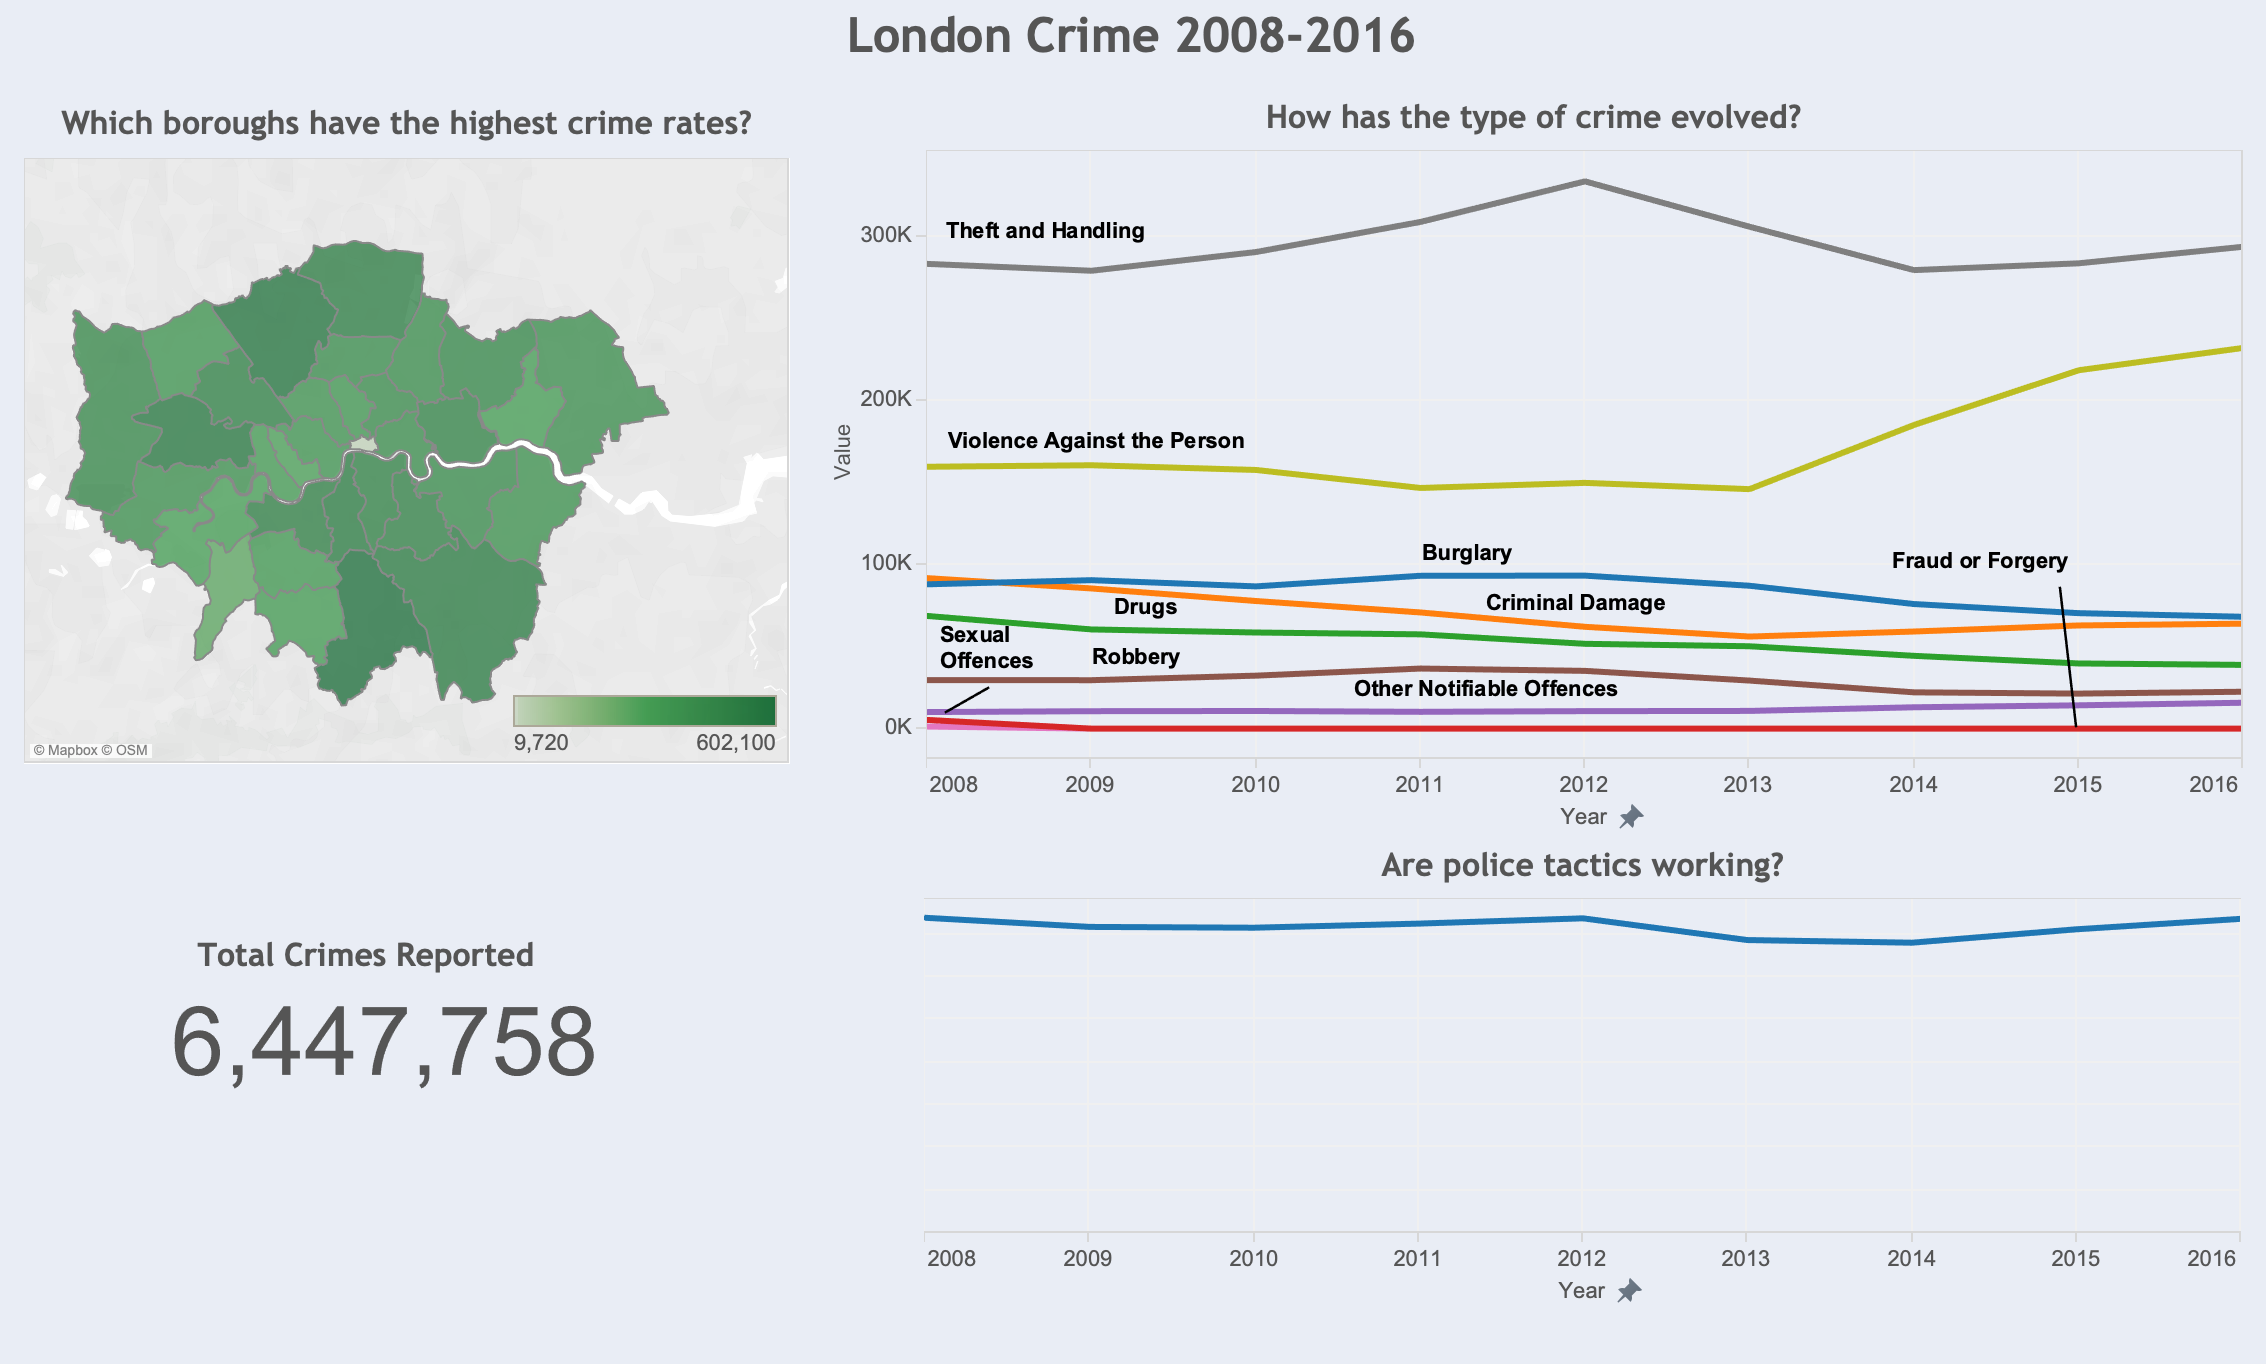 London Crime 2008-2016
Which boroughs have the highest crime rates?
© Mapbox © OSM
9,720
602,100
Total Crimes Reported
6,447,758
How has the type of crime evolved?
Value
300K
200K
100K
0K
Theft and Handling
Violence Against the Person
Burglary
Fraud or Forgery
Drugs
Criminal Damage
Sexual
Offences
Robbery
Other Notifiable Offences
2008 2009 2010 2011 2012 2013 2014 2015 2016
Year
Are police tactics working?
2008 2009 2010 2011 2012 2013 2014 2015 2016
Year